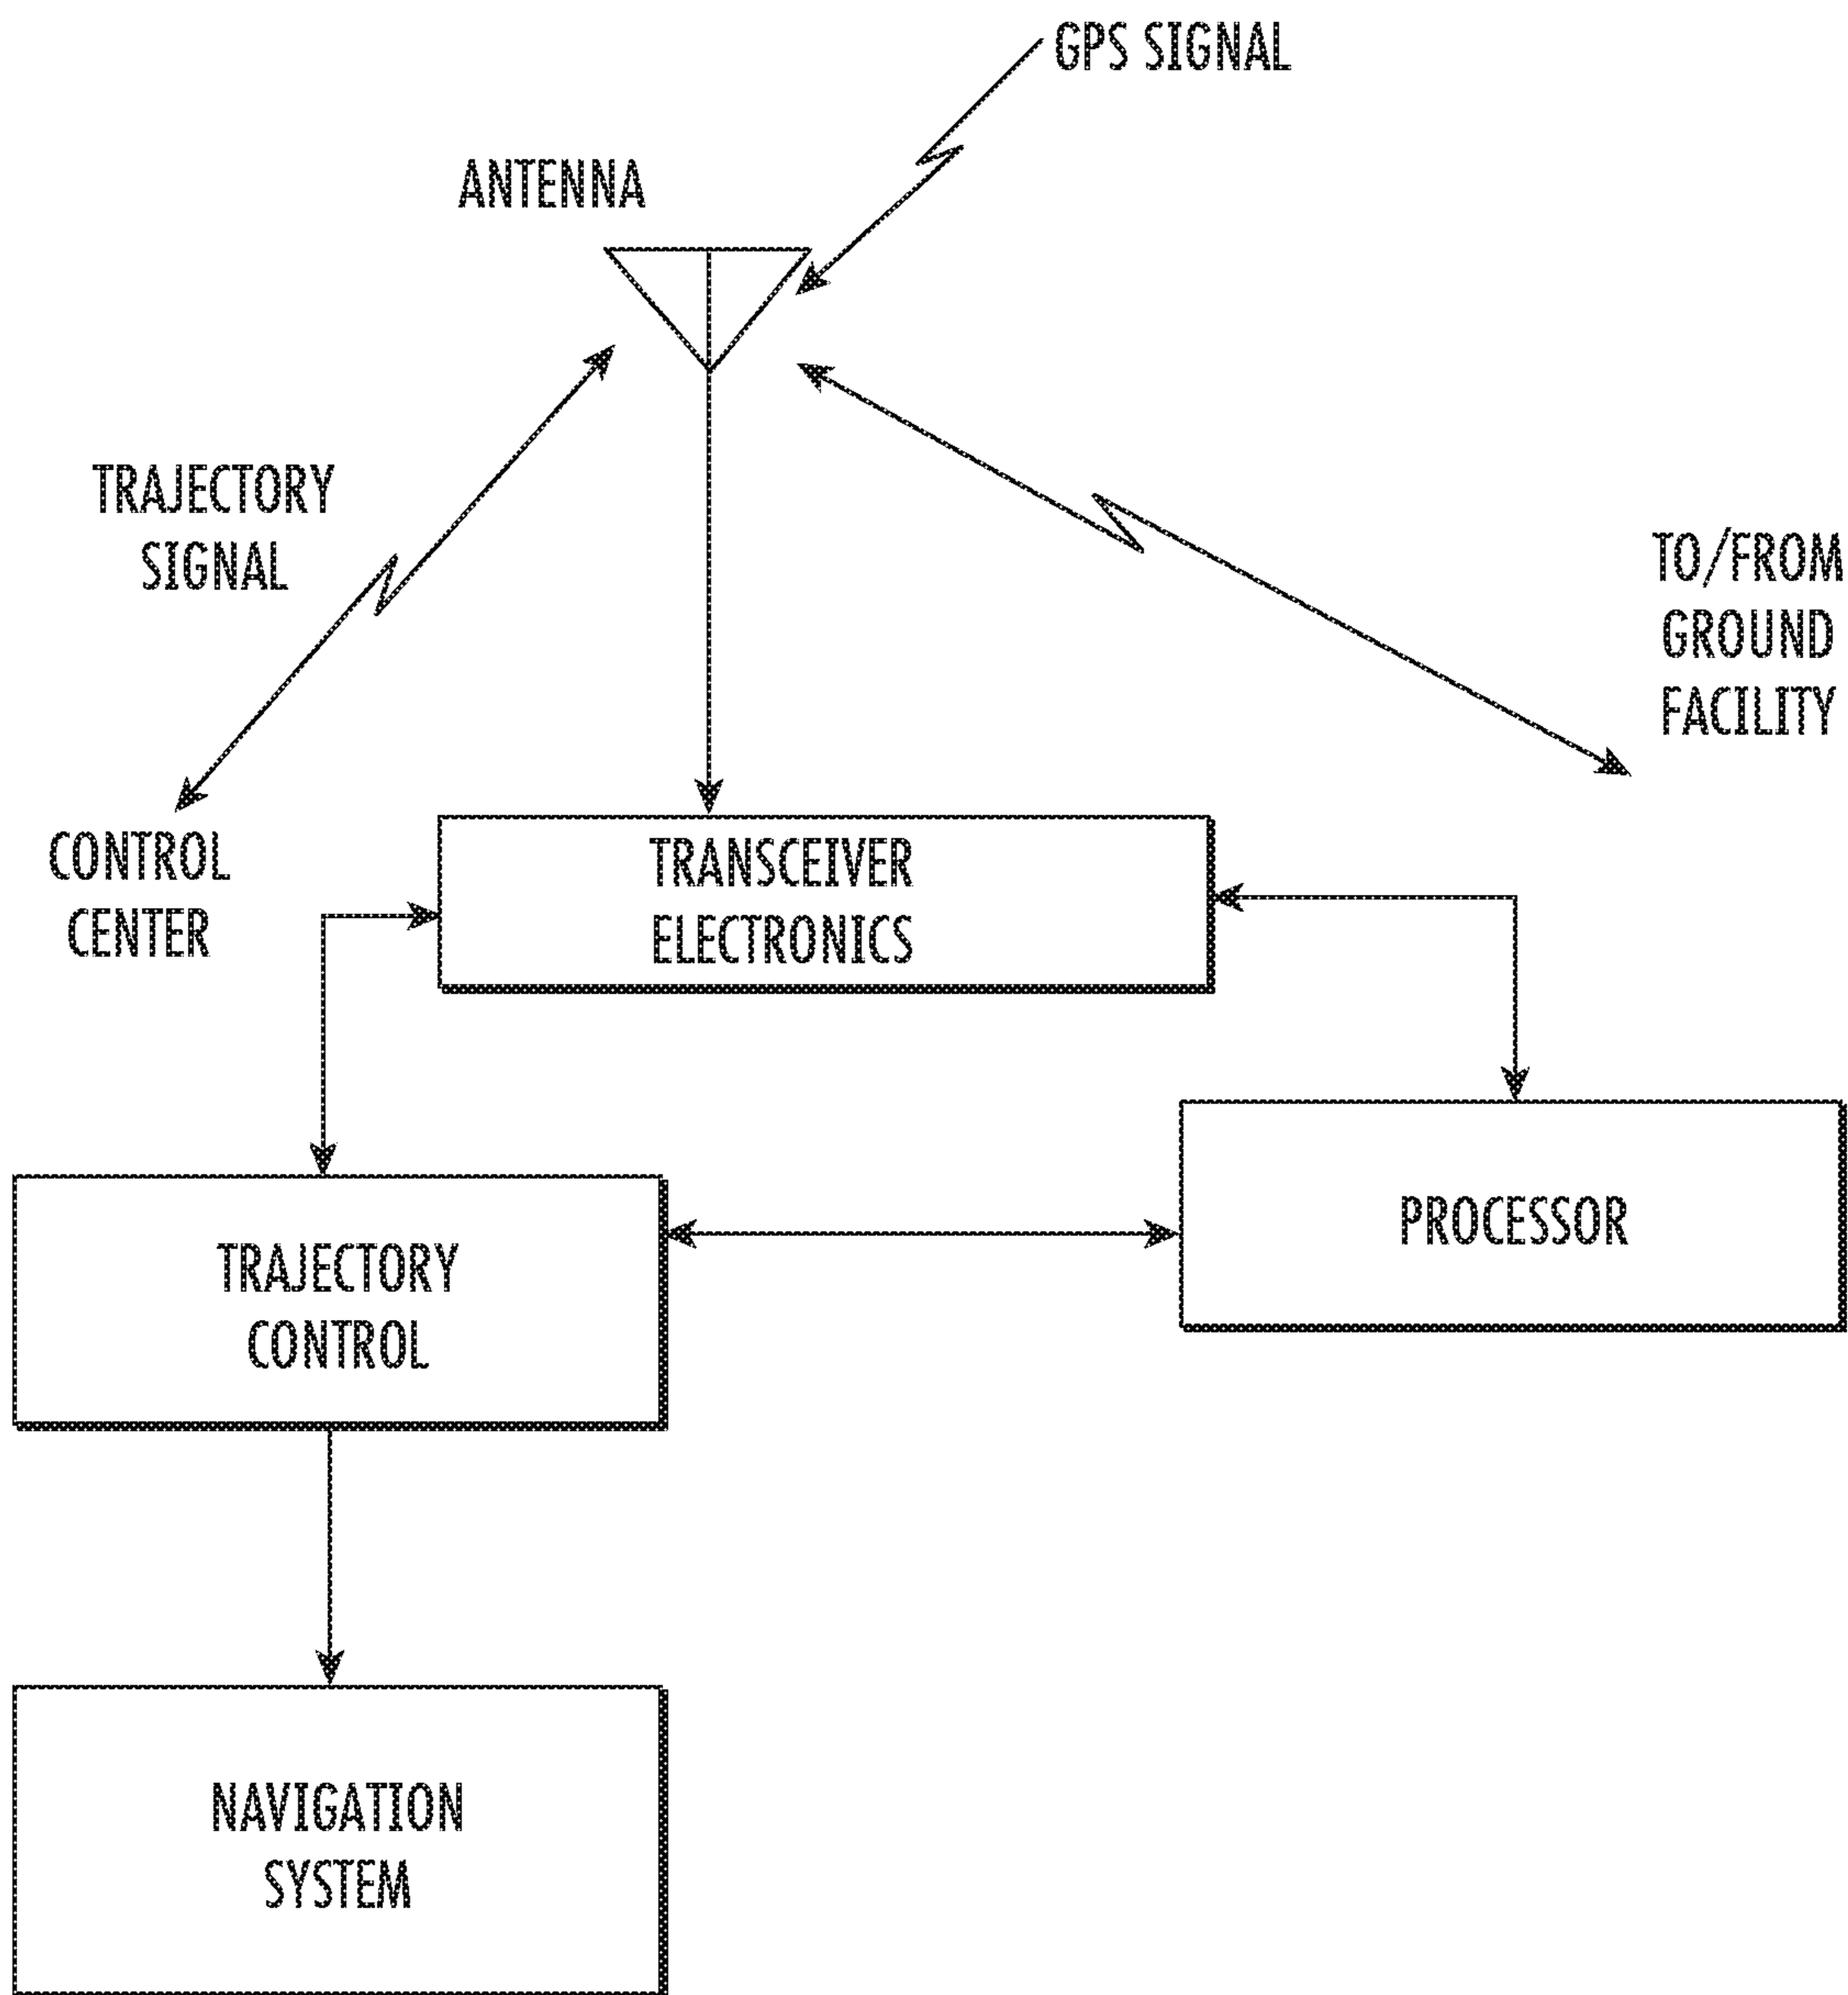 GPS SIGNAL
ANTENNA
TRAJECTORY
SIGNAL
TO/FROM
GROUND
FACILITY
CONTROL
CENTER
TRANSCEIVER
ELECTRONICS
PROCESSOR
TRAJECTORY
CONTROL
NAVIGATION
SYSTEM